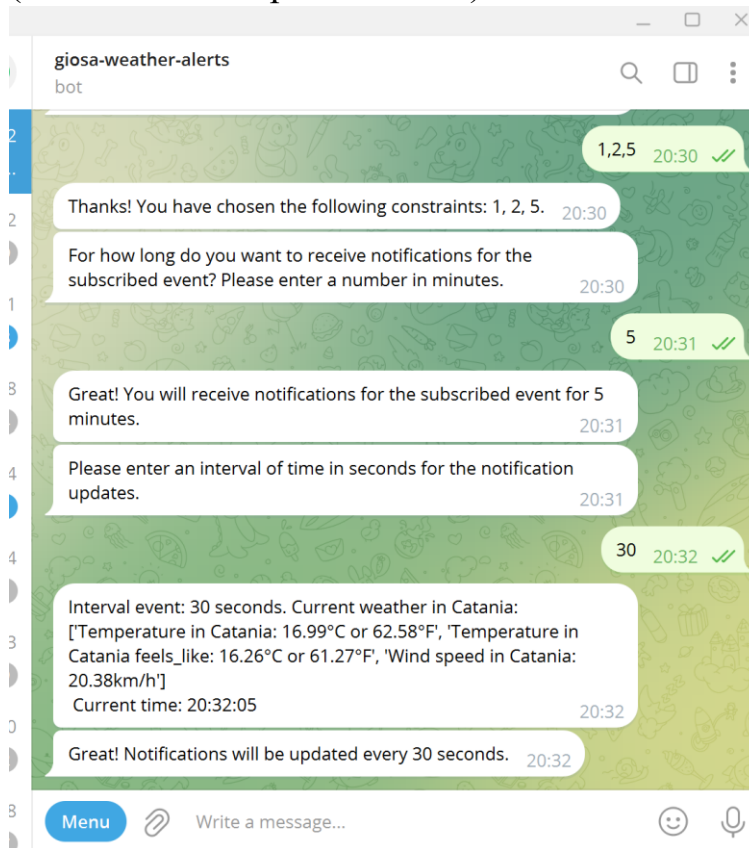 giosa-weather-alerts
bot
1,2,5 20:30
Thanks! You have chosen the following constraints: 1, 2, 5. 20:30
For how long do you want to receive notifications for the
subscribed event? Please enter a number in minutes.
20:30
5 20:31
Great! You will receive notifications for the subscribed event for 5
minutes.
20:31
Please enter an interval of time in seconds for the notification
updates.
20:31
30 20:32
Interval event: 30 seconds. Current weather in Catania:
['Temperature in Catania: 16.99°C or 62.58°F', 'Temperature in
Catania feels_like: 16.26°C or 61.27°F', 'Wind speed in Catania:
20.38km/h']
Current time: 20:32:05
20:32
Great! Notifications will be updated every 30 seconds. 20:32
Menu Write a message...